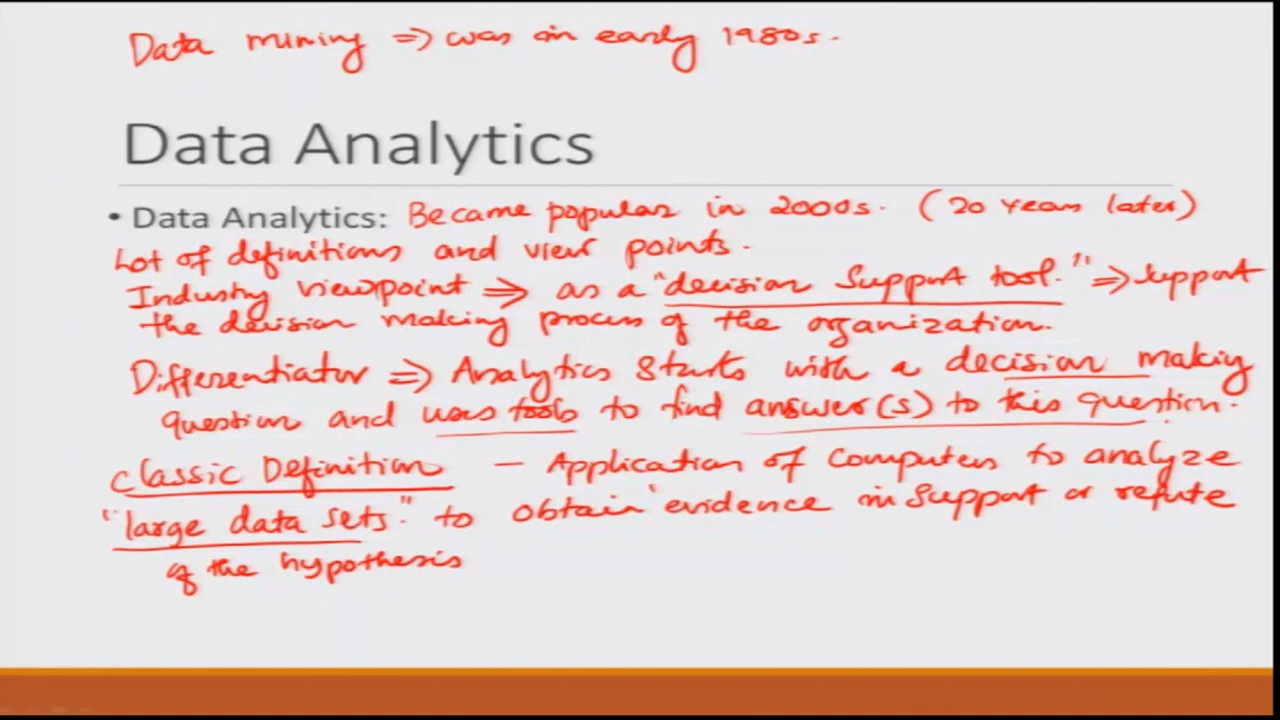 Data mining => was in early 1980s.
Data Analytics
• Data Analytics: Became popular in 2000s. (20 years later)
Lot of definitions and view points.
Industry viewpoint => as a "decision Support tool." => support
the decision making process of the organization.
Differentiator => Analytics starts with a decision making
question and uses tools to find answer(s) to this question.
Classic Definition - Application of computers to analyze
"large data sets." to obtain evidence in support or refute
of the hypothesis